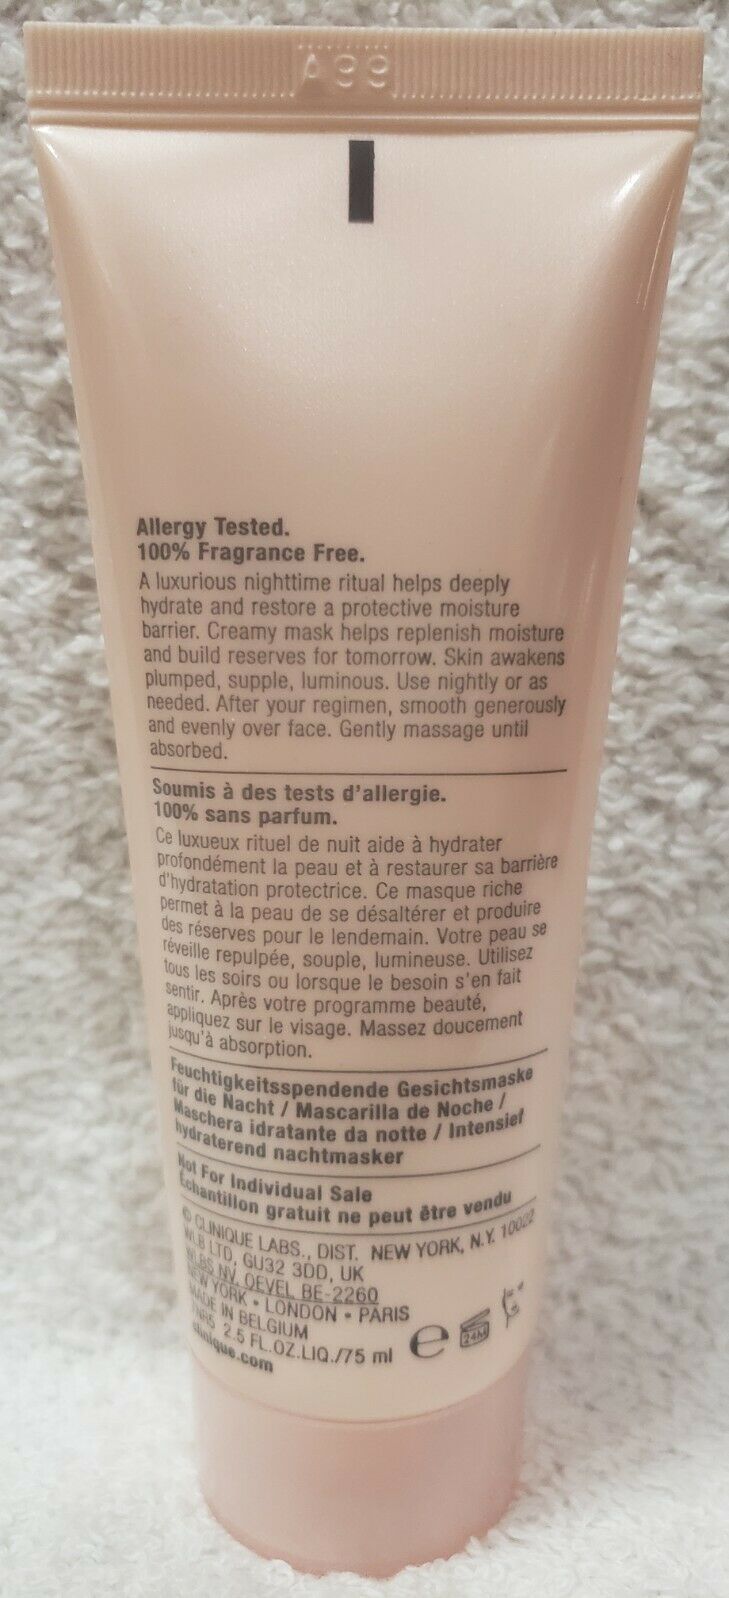 A99
Allergy Tested.
100% Fragrance Free.
A luxurious nighttime ritual helps deeply
hydrate and restore a protective moisture
barrier. Creamy mask helps replenish moisture
and build reserves for tomorrow. Skin awakens
plumped, supple, luminous. Use nightly or as
needed. After your regimen, smooth generously
and evenly over face. Gently massage until
absorbed.
Soumis à des tests d'allergie.
100% sans parfum.
Ce luxueux rituel de nuit aide à hydrater
profondément la peau et à restaurer sa barrière
d'hydratation protectrice. Ce masque riche
permet à la peau de se désaltérer et produire
des réserves pour le lendemain. Votre peau se
réveille repulpée, souple, lumineuse. Utilisez
tous les soirs ou lorsque le besoin s'en fait
sentir. Après votre programme beauté,
appliquez sur le visage. Massez doucement
jusqu'à absorption.
Feuchtigkeitsspendende Gesichtsmaske
für die Nacht / Mascarilla de Noche /
Maschera idratante da notte / Intensief
hydraterend nachtmasker
Not For Individual Sale
Échantillon gratuit ne peut être vendu
© CLINIQUE LABS., DIST. NEW YORK, N.Y. 10022
WLB LTD, GU32 3DD, UK
WLBS NV, OEVEL BE-2260
NEW YORK • LONDON • PARIS
MADE IN BELGIUM
2.5 FL.OZ.LIQ./75 ml ℮ 24M
clinique.com